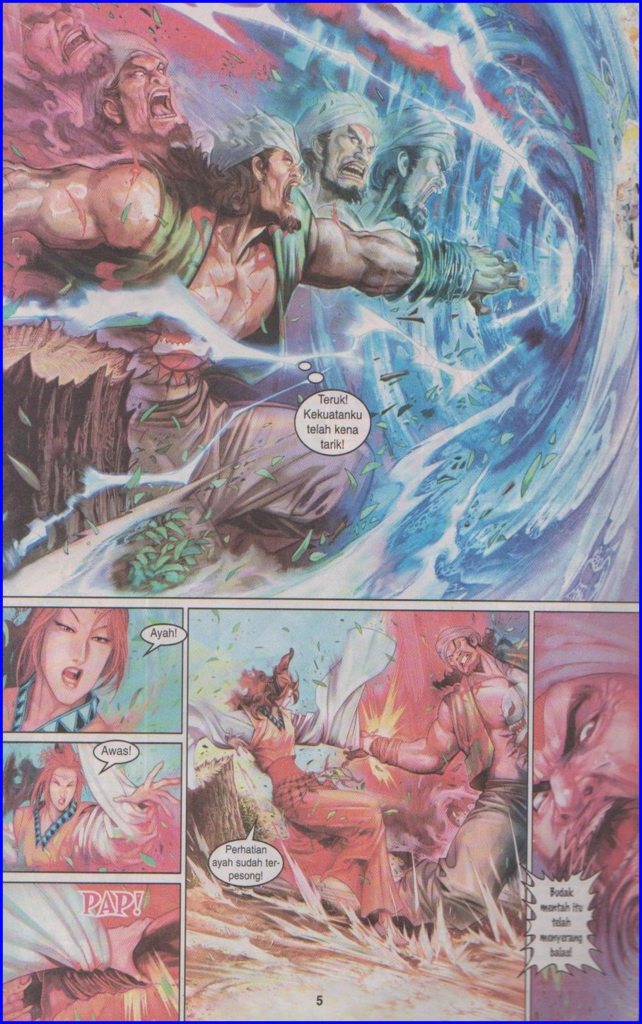 Teruk!
Kekuatanku
telah kena
tarik!
Ayah!
Awas!
PAP!
Perhatian
ayah sudah ter-
pesong!
Budak
mentah itu
telah
menyerang
balas!
5